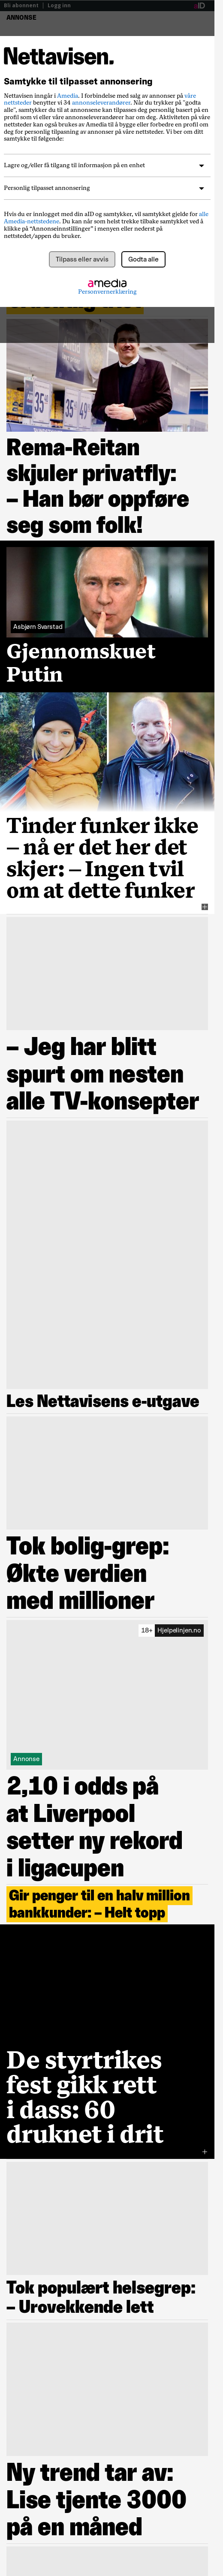 Bli abonnent | Logg inn
aID
ANNONSE
Nettavisen.
Samtykke til tilpasset annonsering
Nettavisen inngår i Amedia. I forbindelse med salg av annonser på våre
nettsteder benytter vi 34 annonseleverandører. Når du trykker på "godta
alle", samtykker du til at annonsene kan tilpasses deg personlig basert på en
profil som vi eller våre annonseleverandører har om deg. Aktiviteten på våre
nettsteder kan også brukes av Amedia til å bygge eller forbedre en profil om
deg for personlig tilpasning av annonser på våre nettsteder. Vi ber om ditt
samtykke til følgende:
Lagre og/eller få tilgang til informasjon på en enhet
Personlig tilpasset annonsering
Hvis du er innlogget med din aID og samtykker, vil samtykket gjelde for alle
Amedia-nettstedene. Du kan når som helst trekke tilbake samtykket ved å
klikke på “Annonseinnstillinger” i menyen eller nederst på
nettstedet/appen du bruker.
Tilpass eller avvis
Godta alle
amedia
Personvernerklæring
Rema-Reitan
skjuler privatfly:
– Han bør oppføre
seg som folk!
Asbjørn Svarstad
Gjennomskuet
Putin
Tinder funker ikke
– nå er det her det
skjer: – Ingen tvil
om at dette funker
– Jeg har blitt
spurt om nesten
alle TV-konsepter
Les Nettavisens e-utgave
Tok bolig-grep:
Økte verdien
med millioner
18+ Hjelpelinjen.no
Annonse
2,10 i odds på
at Liverpool
setter ny rekord
i ligacupen
Gir penger til en halv million
bankkunder: – Helt topp
De styrtrikes
fest gikk rett
i dass: 60
druknet i drit
Tok populært helsegrep:
– Urovekkende lett
Ny trend tar av:
Lise tjente 3000
på en måned